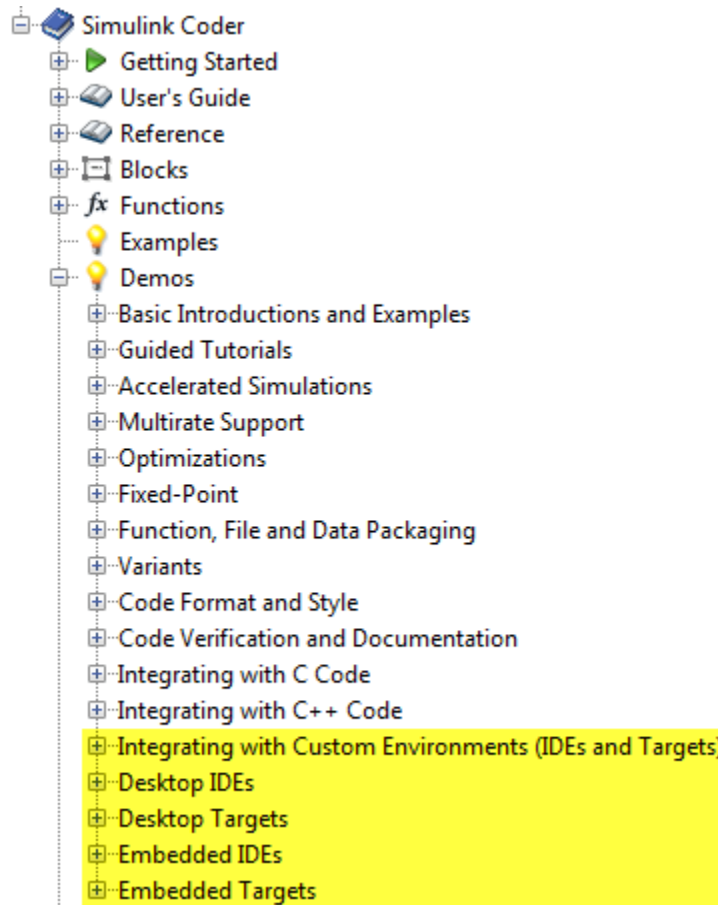 Simulink Coder
Getting Started
User's Guide
Reference
Blocks
fx Functions
Examples
Demos
Basic Introductions and Examples
Guided Tutorials
Accelerated Simulations
Multirate Support
Optimizations
Fixed-Point
Function, File and Data Packaging
Variants
Code Format and Style
Code Verification and Documentation
Integrating with C Code
Integrating with C++ Code
Integrating with Custom Environments (IDEs and Targets)
Desktop IDEs
Desktop Targets
Embedded IDEs
Embedded Targets